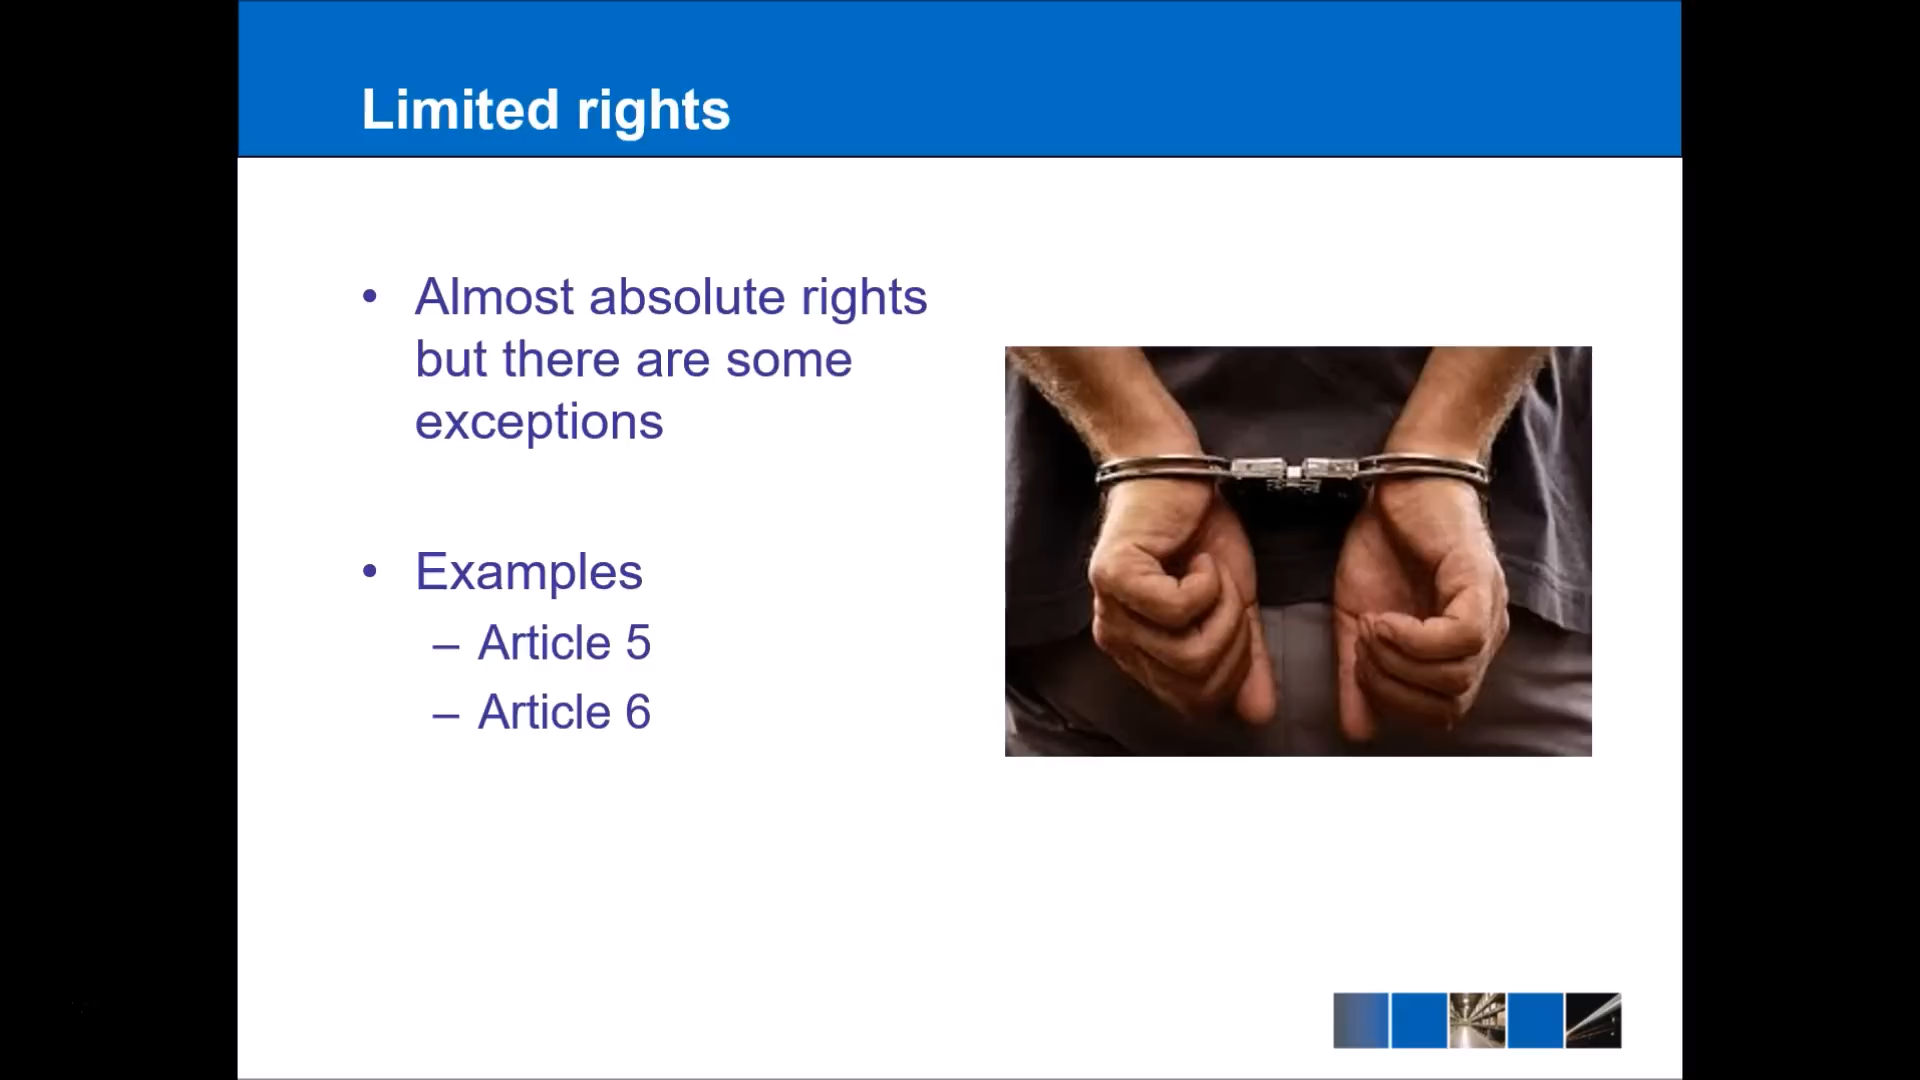 Limited rights
• Almost absolute rights
but there are some
exceptions
• Examples
– Article 5
– Article 6